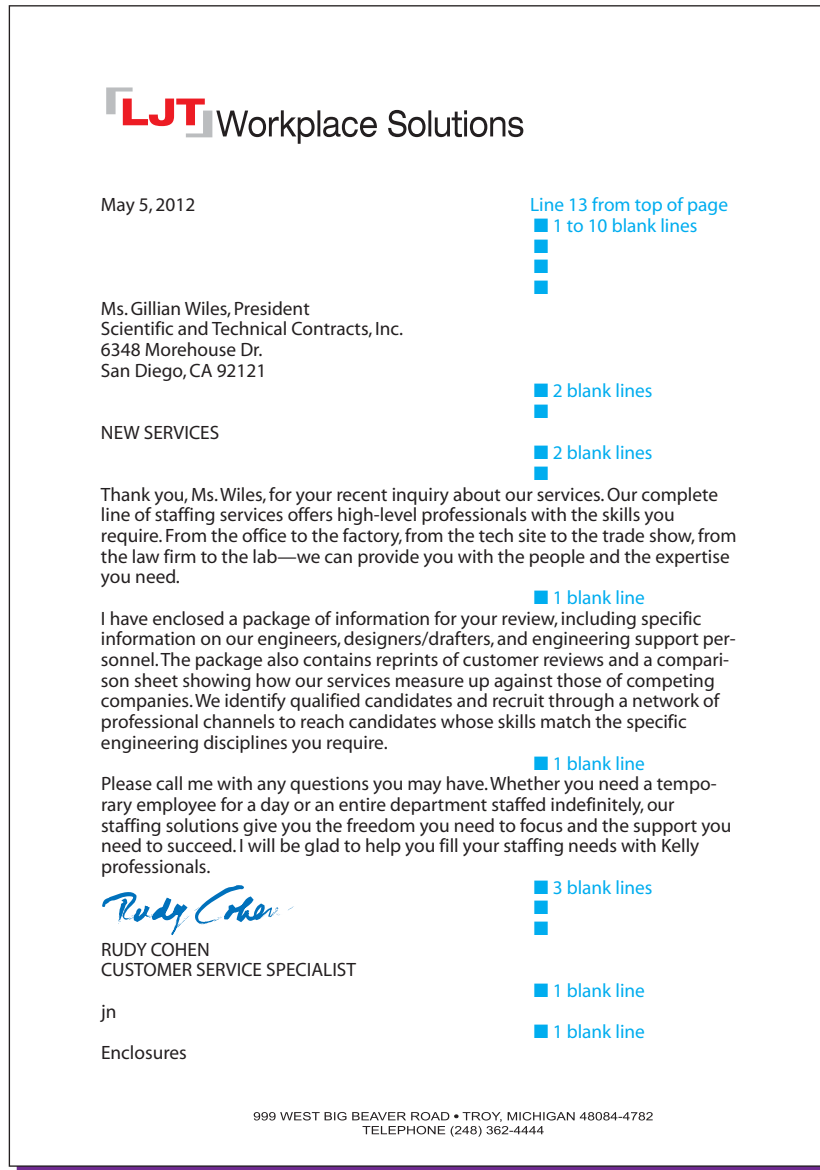 LJT Workplace Solutions
May 5, 2012
Line 13 from top of page
1 to 10 blank lines
Ms. Gillian Wiles, President
Scientific and Technical Contracts, Inc.
6348 Morehouse Dr.
San Diego, CA 92121
2 blank lines
NEW SERVICES
2 blank lines
Thank you, Ms. Wiles, for your recent inquiry about our services. Our complete
line of staffing services offers high-level professionals with the skills you
require. From the office to the factory, from the tech site to the trade show, from
the law firm to the lab—we can provide you with the people and the expertise
you need.
1 blank line
I have enclosed a package of information for your review, including specific
information on our engineers, designers/drafters, and engineering support per-
sonnel. The package also contains reprints of customer reviews and a compari-
son sheet showing how our services measure up against those of competing
companies. We identify qualified candidates and recruit through a network of
professional channels to reach candidates whose skills match the specific
engineering disciplines you require.
1 blank line
Please call me with any questions you may have. Whether you need a tempo-
rary employee for a day or an entire department staffed indefinitely, our
staffing solutions give you the freedom you need to focus and the support you
need to succeed. I will be glad to help you fill your staffing needs with Kelly
professionals.
3 blank lines
Rudy Cohen
RUDY COHEN
CUSTOMER SERVICE SPECIALIST
1 blank line
jn
1 blank line
Enclosures
999 WEST BIG BEAVER ROAD • TROY, MICHIGAN 48084-4782
TELEPHONE (248) 362-4444